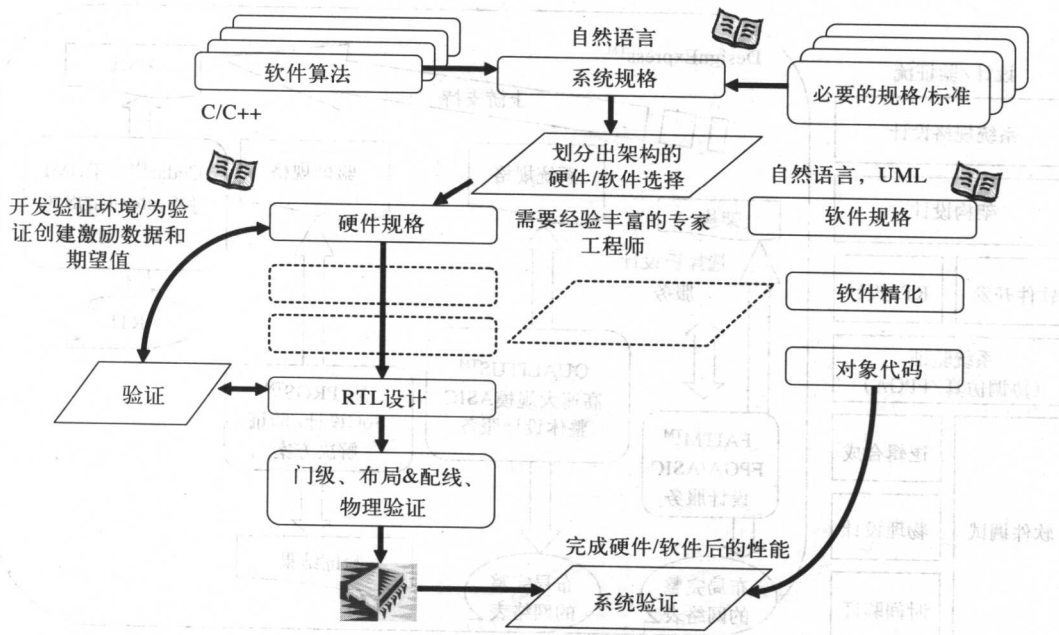 自然语言
软件算法
系统规格
必要的规格/标准
C/C++
划分出架构的
硬件/软件选择
自然语言，UML
开发验证环境/为验
证创建激励数据和
期望值
硬件规格
需要经验丰富的专家
工程师
软件规格
软件精化
对象代码
验证
RTL设计
门级、布局&配线、
物理验证
完成硬件/软件后的性能
系统验证